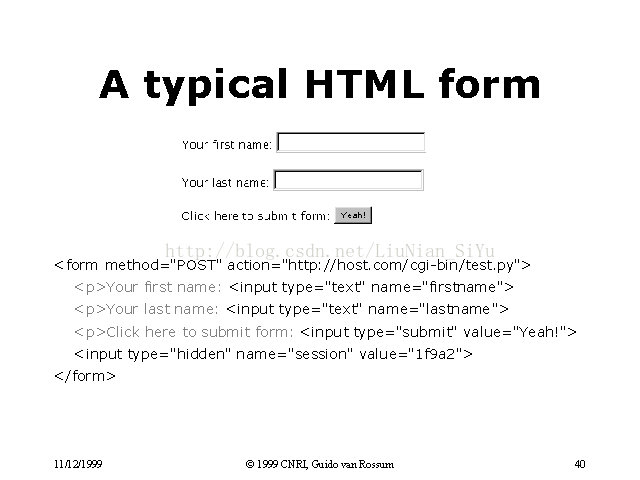 A typical HTML form
Your first name:
Your last name:
Click here to submit form: Yeah!
http://blog.csdn.net/LiuNian_SiYu
<form method="POST" action="http://host.com/cgi-bin/test.py">
<p>Your first name: <input type="text" name="firstname">
<p>Your last name: <input type="text" name="lastname">
<p>Click here to submit form: <input type="submit" value="Yeah!">
<input type="hidden" name="session" value="1f9a2">
</form>
11/12/1999 © 1999 CNRI, Guido van Rossum 40